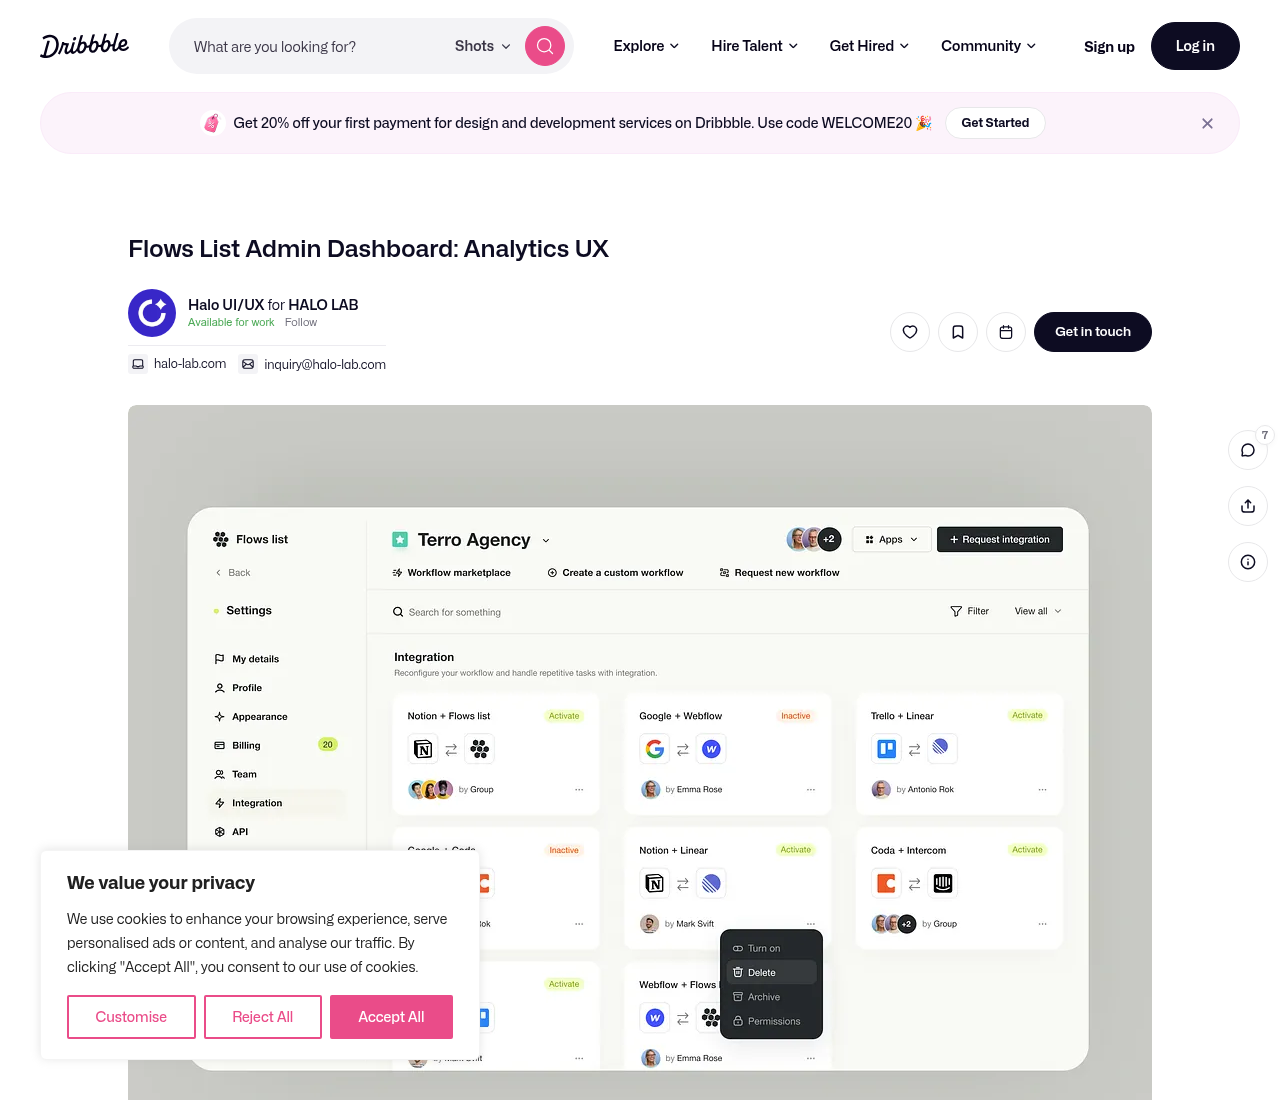 Dribbble
What are you looking for?
Shots
Explore
Hire Talent
Get Hired
Community
Sign up
Log in
Get 20% off your first payment for design and development services on Dribbble. Use code WELCOME20 🎉
Get Started
Flows List Admin Dashboard: Analytics UX
Halo UI/UX for HALO LAB
Available for work Follow
halo-lab.com
inquiry@halo-lab.com
Get in touch
7
Flows list
Back
Settings
My details
Profile
Appearance
Billing 20
Team
Integration
API
Terro Agency
+2
Apps
+ Request integration
Workflow marketplace
Create a custom workflow
Request new workflow
Search for something
Filter
View all
Integration
Reconfigure your workflow and handle repetitive tasks with integration.
Notion + Flows list Activate
by Group
Google + Webflow Inactive
by Emma Rose
Trello + Linear Activate
by Antonio Rok
Inactive
Notion + Linear Activate
by Mark Svift
Coda + Intercom Activate
+2 by Group
Activate
Webflow + Flows
by Emma Rose
Turn on
Delete
Archive
Permissions
We value your privacy
We use cookies to enhance your browsing experience, serve
personalised ads or content, and analyse our traffic. By
clicking "Accept All", you consent to our use of cookies.
Customise
Reject All
Accept All